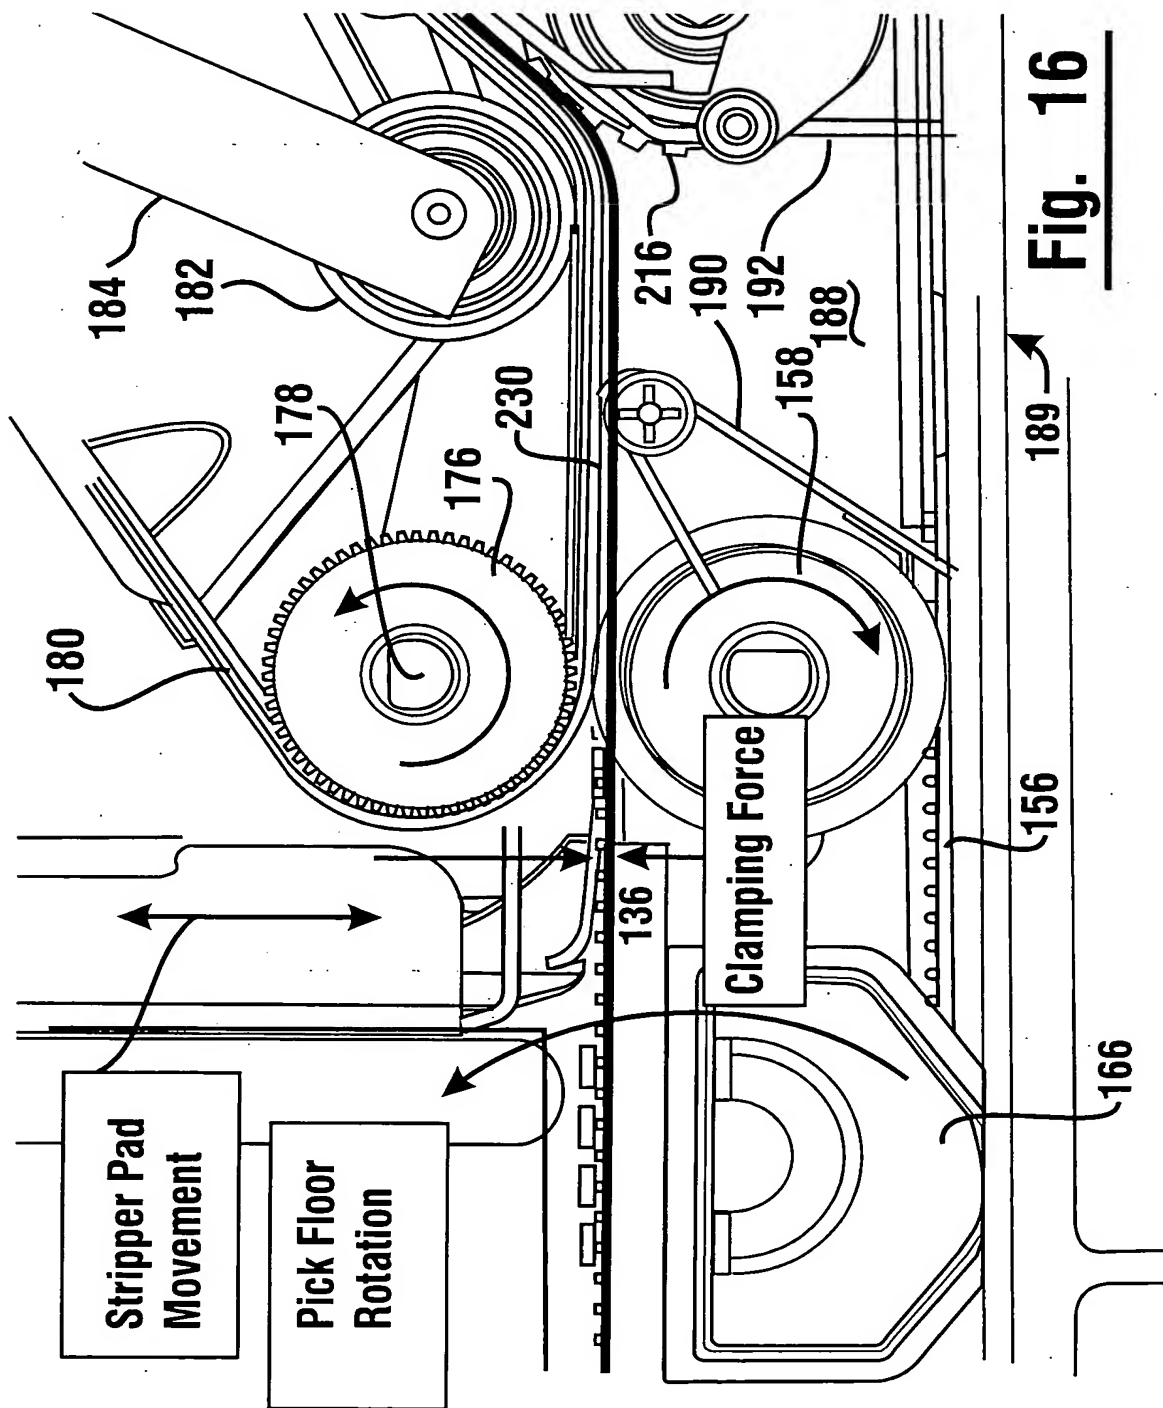 184
182
178
230
176
180
216
190
192
188
158
189
Fig. 16
136
Clamping Force
156
166
Stripper Pad
Movement
Pick Floor
Rotation